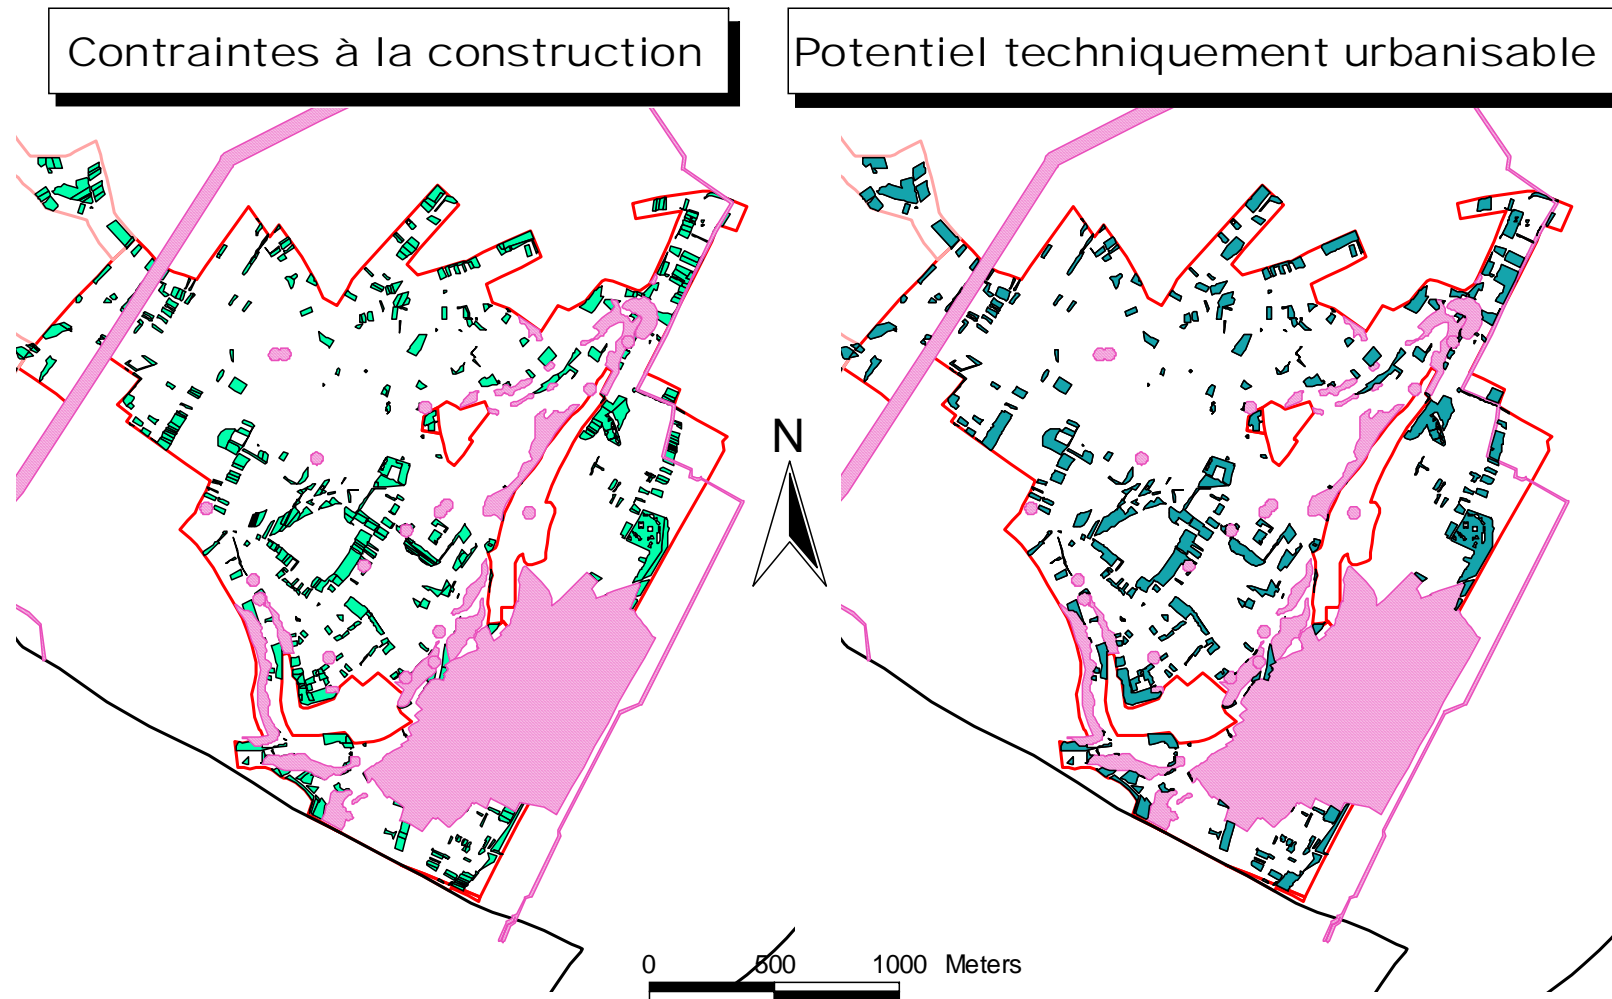 Contraintes à la construction
Potentiel techniquement urbanisable
N
0 500 1000 Meters